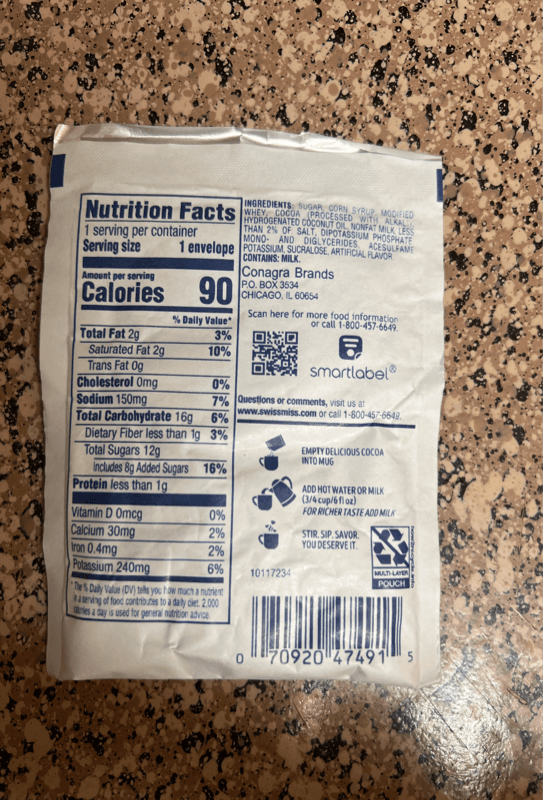 Nutrition Facts
1 serving per container
Serving size 1 envelope
Amount per serving
Calories 90
% Daily Value*
Total Fat 2g 3%
Saturated Fat 2g 10%
Trans Fat 0g
Cholesterol 0mg 0%
Sodium 150mg 7%
Total Carbohydrate 16g 6%
Dietary Fiber less than 1g 3%
Total Sugars 12g
Includes 8g Added Sugars 16%
Protein less than 1g
Vitamin D 0mcg 0%
Calcium 30mg 2%
Iron 0.4mg 2%
Potassium 240mg 6%
*The % Daily Value (DV) tells you how much a nutrient
in a serving of food contributes to a daily diet. 2,000
calories a day is used for general nutrition advice.
INGREDIENTS: SUGAR, CORN SYRUP, MODIFIED
WHEY, COCOA (PROCESSED WITH ALKALI),
HYDROGENATED COCONUT OIL, NONFAT MILK, LESS
THAN 2% OF SALT, DIPOTASSIUM PHOSPHATE,
MONO- AND DIGLYCERIDES, ACESULFAME
POTASSIUM, SUCRALOSE, ARTIFICIAL FLAVOR.
CONTAINS: MILK.
Conagra Brands
P.O. BOX 3534
CHICAGO, IL 60654
Scan here for more food information
or call 1-800-457-6649.
smartlabel®
Questions or comments, visit us at
www.swissmiss.com or call 1-800-457-6649.
EMPTY DELICIOUS COCOA
INTO MUG
ADD HOT WATER OR MILK
(3/4 cup/6 fl oz)
FOR RICHER TASTE ADD MILK
STIR. SIP. SAVOR.
YOU DESERVE IT.
10117234
MULTI-LAYER
POUCH
0 70920 47491 5